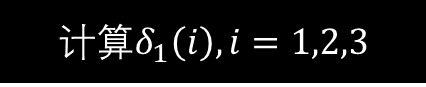 计算δ₁(i), i = 1,2,3